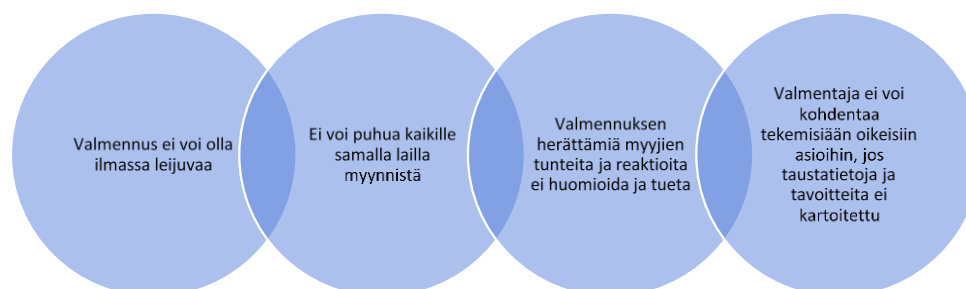 Valmennus ei voi olla
ilmassa leijuvaa
Ei voi puhua kaikille
samalla lailla
myynnistä
Valmennuksen
herättämiä myyjien
tunteita ja reaktioita
ei huomioida ja tueta
Valmentaja ei voi
kohdentaa
tekemisiään oikeisiin
asioihin, jos
taustatietoja ja
tavoitteita ei
kartoitettu